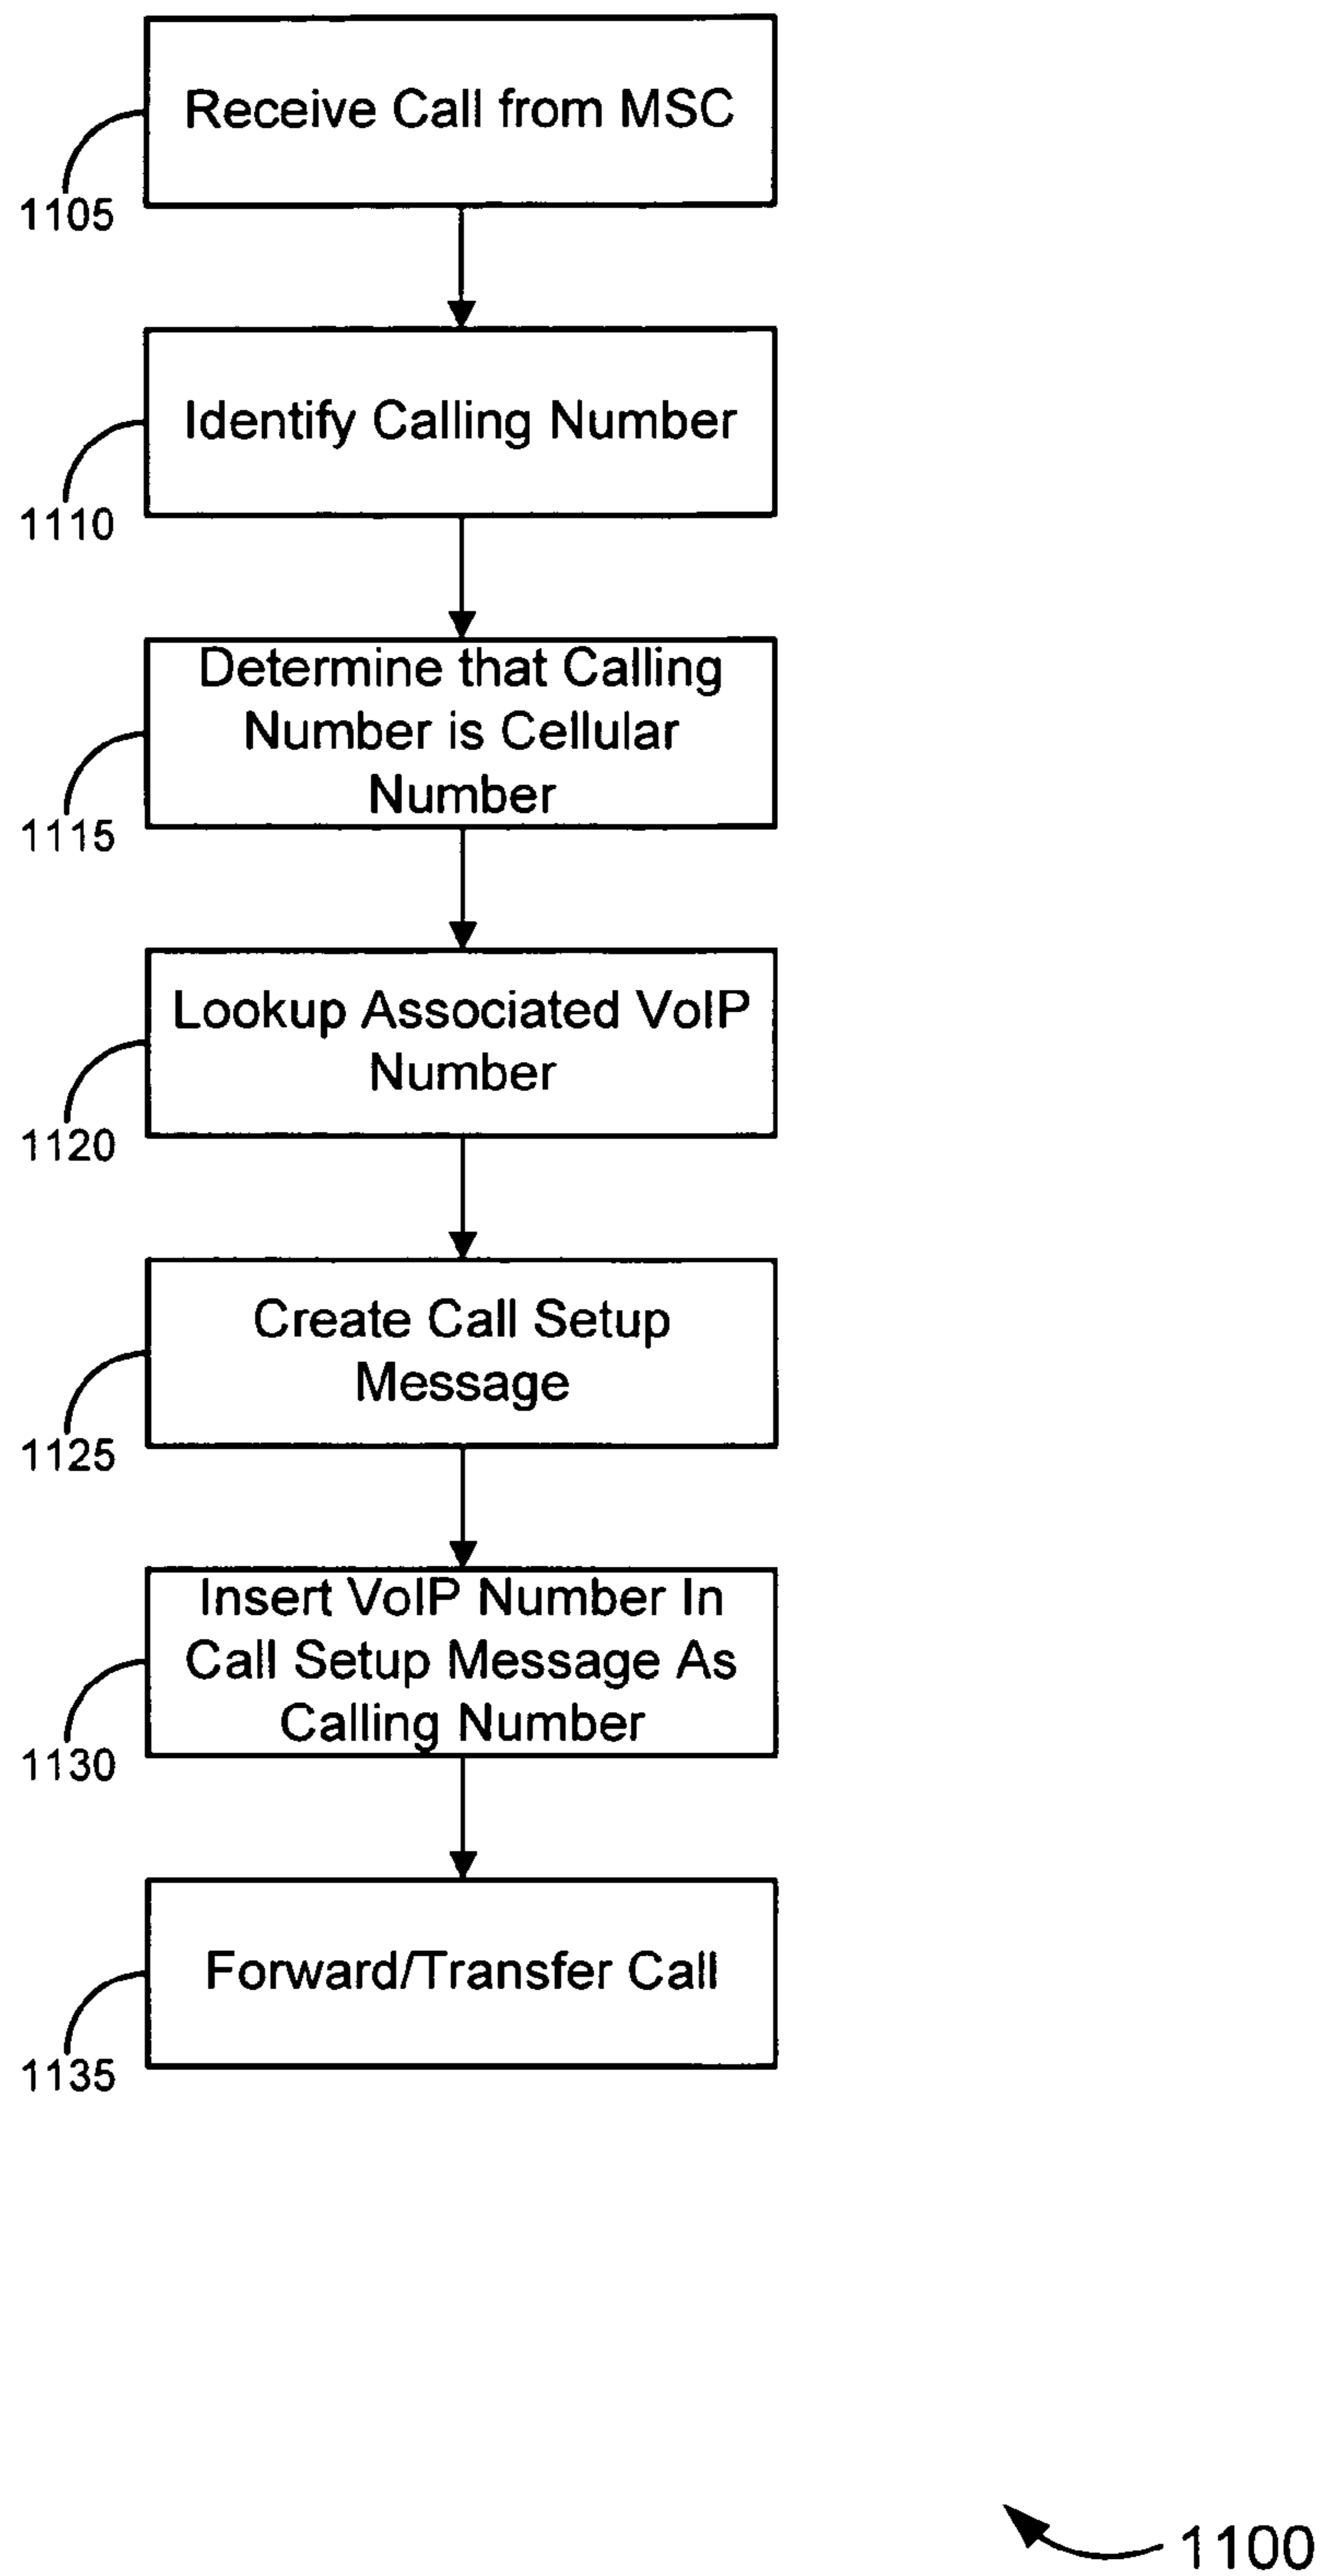 Receive Call from MSC
1105
Identify Calling Number
1110
Determine that Calling
Number is Cellular
Number
1115
Lookup Associated VoIP
Number
1120
Create Call Setup
Message
1125
Insert VoIP Number In
Call Setup Message As
Calling Number
1130
Forward/Transfer Call
1135
1100